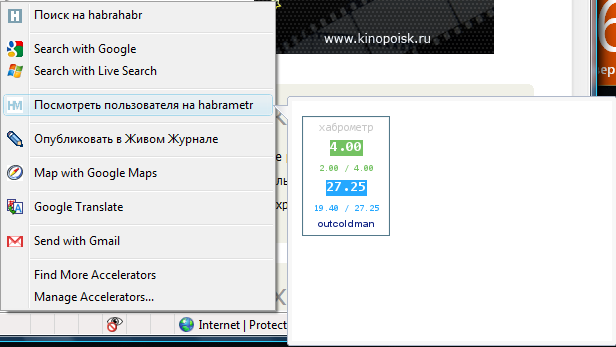 Поиск на habrahabr
Search with Google
Search with Live Search
Посмотреть пользователя на habrametr
Опубликовать в Живом Журнале
Map with Google Maps
Google Translate
Send with Gmail
Find More Accelerators
Manage Accelerators...
www.kinopoisk.ru
хаброметр
4.00
2.00 / 4.00
27.25
19.40 / 27.25
outcoldman
Internet | Protect